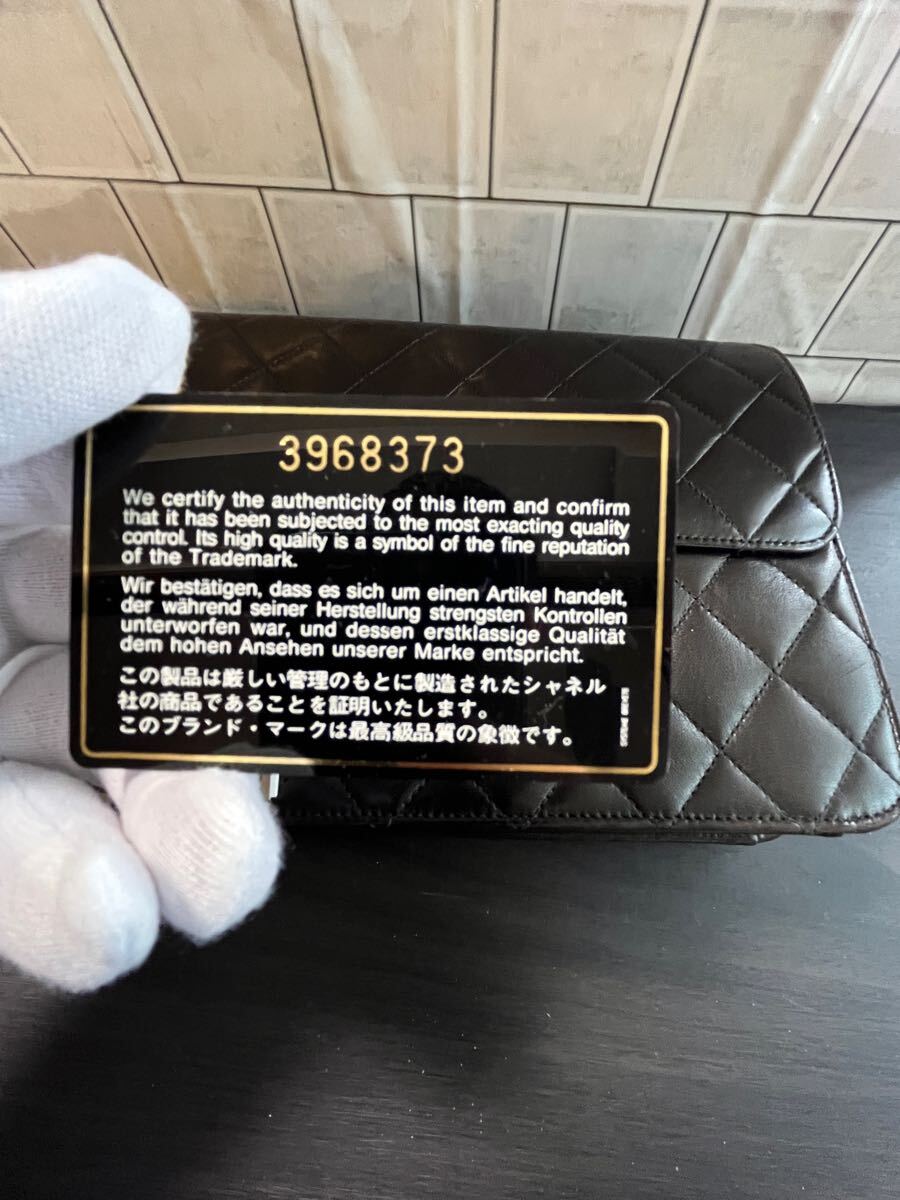 3968373
We certify the authenticity of this item and confirm
that it has been subjected to the most exacting quality
control. Its high quality is a symbol of the fine reputation
of the Trademark.
Wir bestätigen, dass es sich um einen Artikel handelt,
der während seiner Herstellung strengsten Kontrollen
unterworfen war, und dessen erstklassige Qualität
dem hohen Ansehen unserer Marke entspricht.
この製品は厳しい管理のもとに製造されたシャネル
社の商品であることを証明いたします。
このブランド・マークは最高級品質の象徴です。